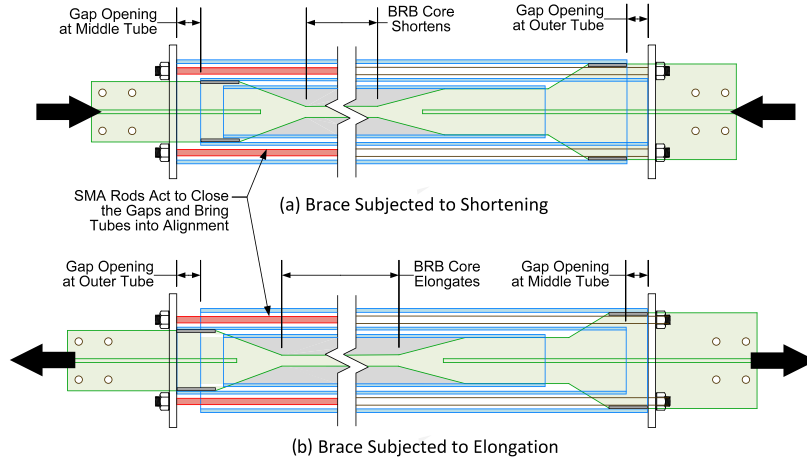 Gap Opening
at Middle Tube
BRB Core
Shortens
Gap Opening
at Outer Tube
SMA Rods Act to Close
the Gaps and Bring
Tubes into Alignment
(a) Brace Subjected to Shortening
Gap Opening
at Outer Tube
BRB Core
Elongates
Gap Opening
at Middle Tube
(b) Brace Subjected to Elongation